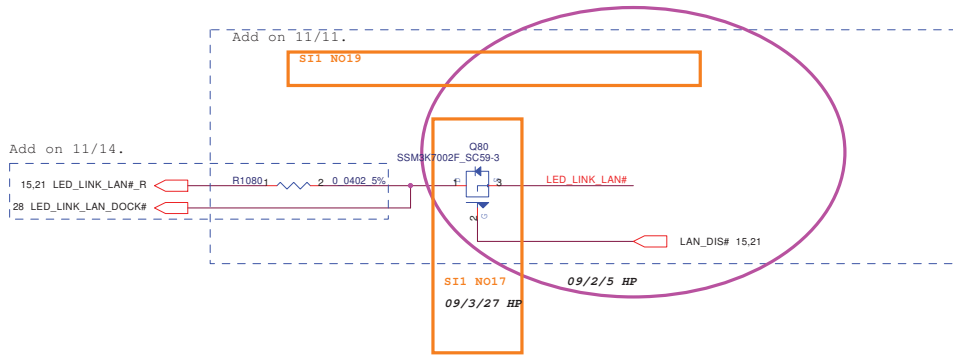 Add on 11/11.
SI1 NO19
Add on 11/14.
Q80
SSM3K7002F_SC59-3
15,21 LED_LINK_LAN#_R
R1080 1 2 0_0402_5%
1 D S 3
LED_LINK_LAN#
28 LED_LINK_LAN_DOCK#
2 G
LAN_DIS# 15,21
SI1 NO17
09/2/5 HP
09/3/27 HP